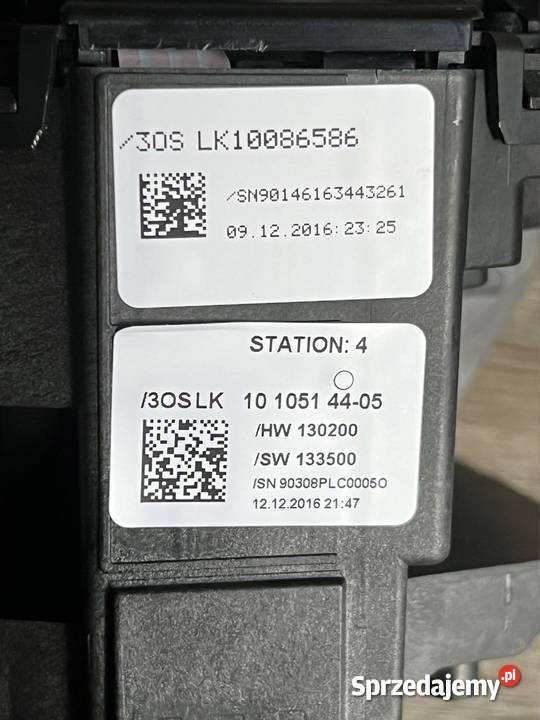 /3OS LK10086586
/SN90146163443261
09.12.2016:23:25
STATION: 4
/3OS LK 10 1051 44-05
/HW 130200
/SW 133500
/SN 90308PLC0005O
12.12.2016 21:47
Sprzedajemy.pl